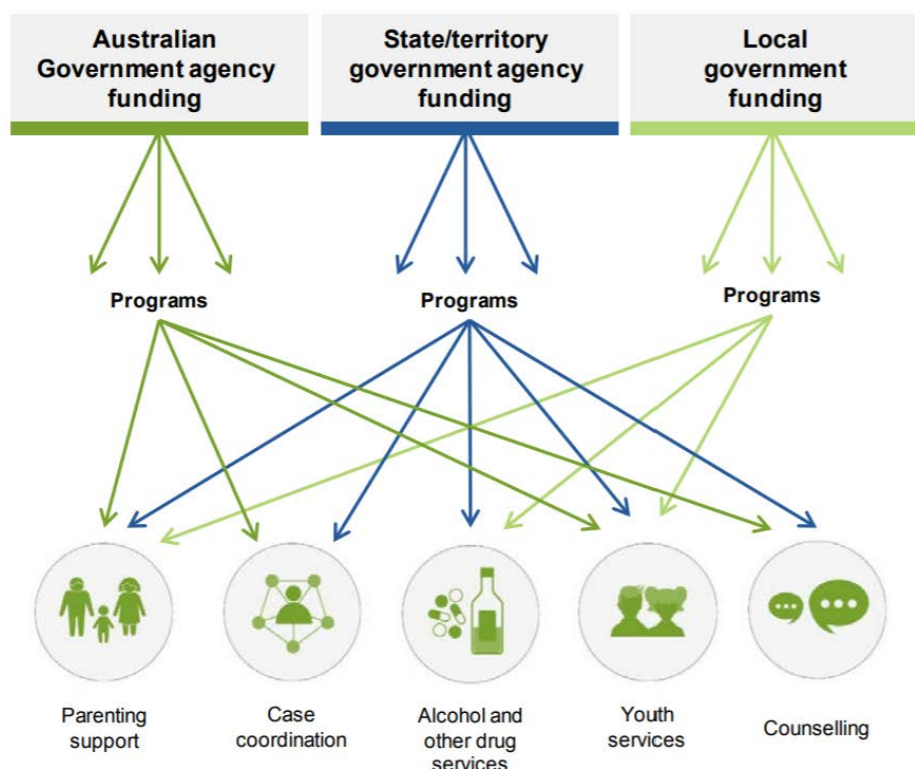 Australian
Government agency
funding
State/territory
government agency
funding
Local
government
funding
Programs
Programs
Programs
Parenting
support
Case
coordination
Alcohol and
other drug
services
Youth
services
Counselling